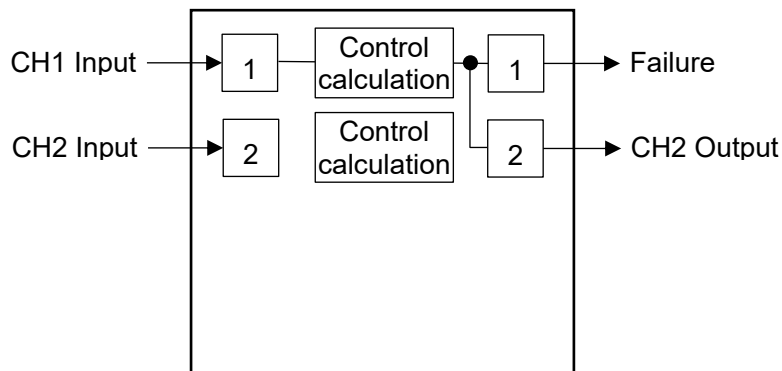 CH1 Input
1
Control
calculation
1
Failure
CH2 Input
2
Control
calculation
2
CH2 Output